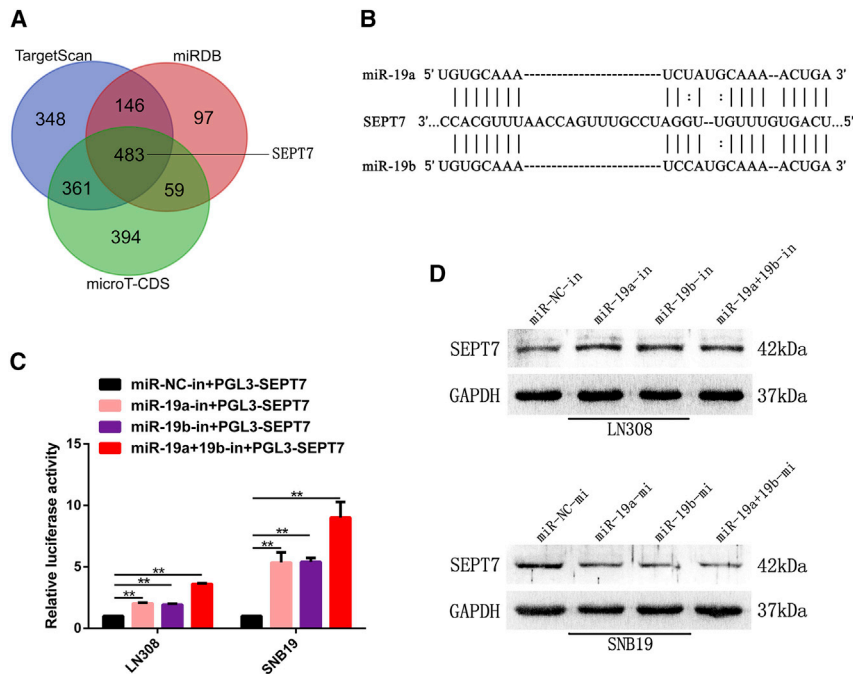 A
TargetScan
miRDB
146
348
97
483
SEPT7
361
59
394
microT-CDS
B
miR-19a 5' UGUGCAAA-----------------------UCUAUGCAAA--ACUGA 3'
| | | | | | | | | : | : | | | | | | | | |
SEPT7 3'...CCACGUUUAACCAGUUUGCCUAGGU--UGUUUGUGACU...5'
| | | | | | | | | | | : | | | | | | | | |
miR-19b 5' UGUGCAAA-----------------------UCCAUGCAAA--ACUGA 3'
C
miR-NC-in+PGL3-SEPT7
miR-19a-in+PGL3-SEPT7
miR-19b-in+PGL3-SEPT7
miR-19a+19b-in+PGL3-SEPT7
Relative luciferase activity
15
10
5
0
**
**
**
**
**
**
LN308
SNB19
D
miR-NC-in
miR-19a-in
miR-19b-in
miR-19a+19b-in
SEPT7 42kDa
GAPDH 37kDa
LN308
miR-NC-mi
miR-19a-mi
miR-19b-mi
miR-19a+19b-mi
SEPT7 42kDa
GAPDH 37kDa
SNB19